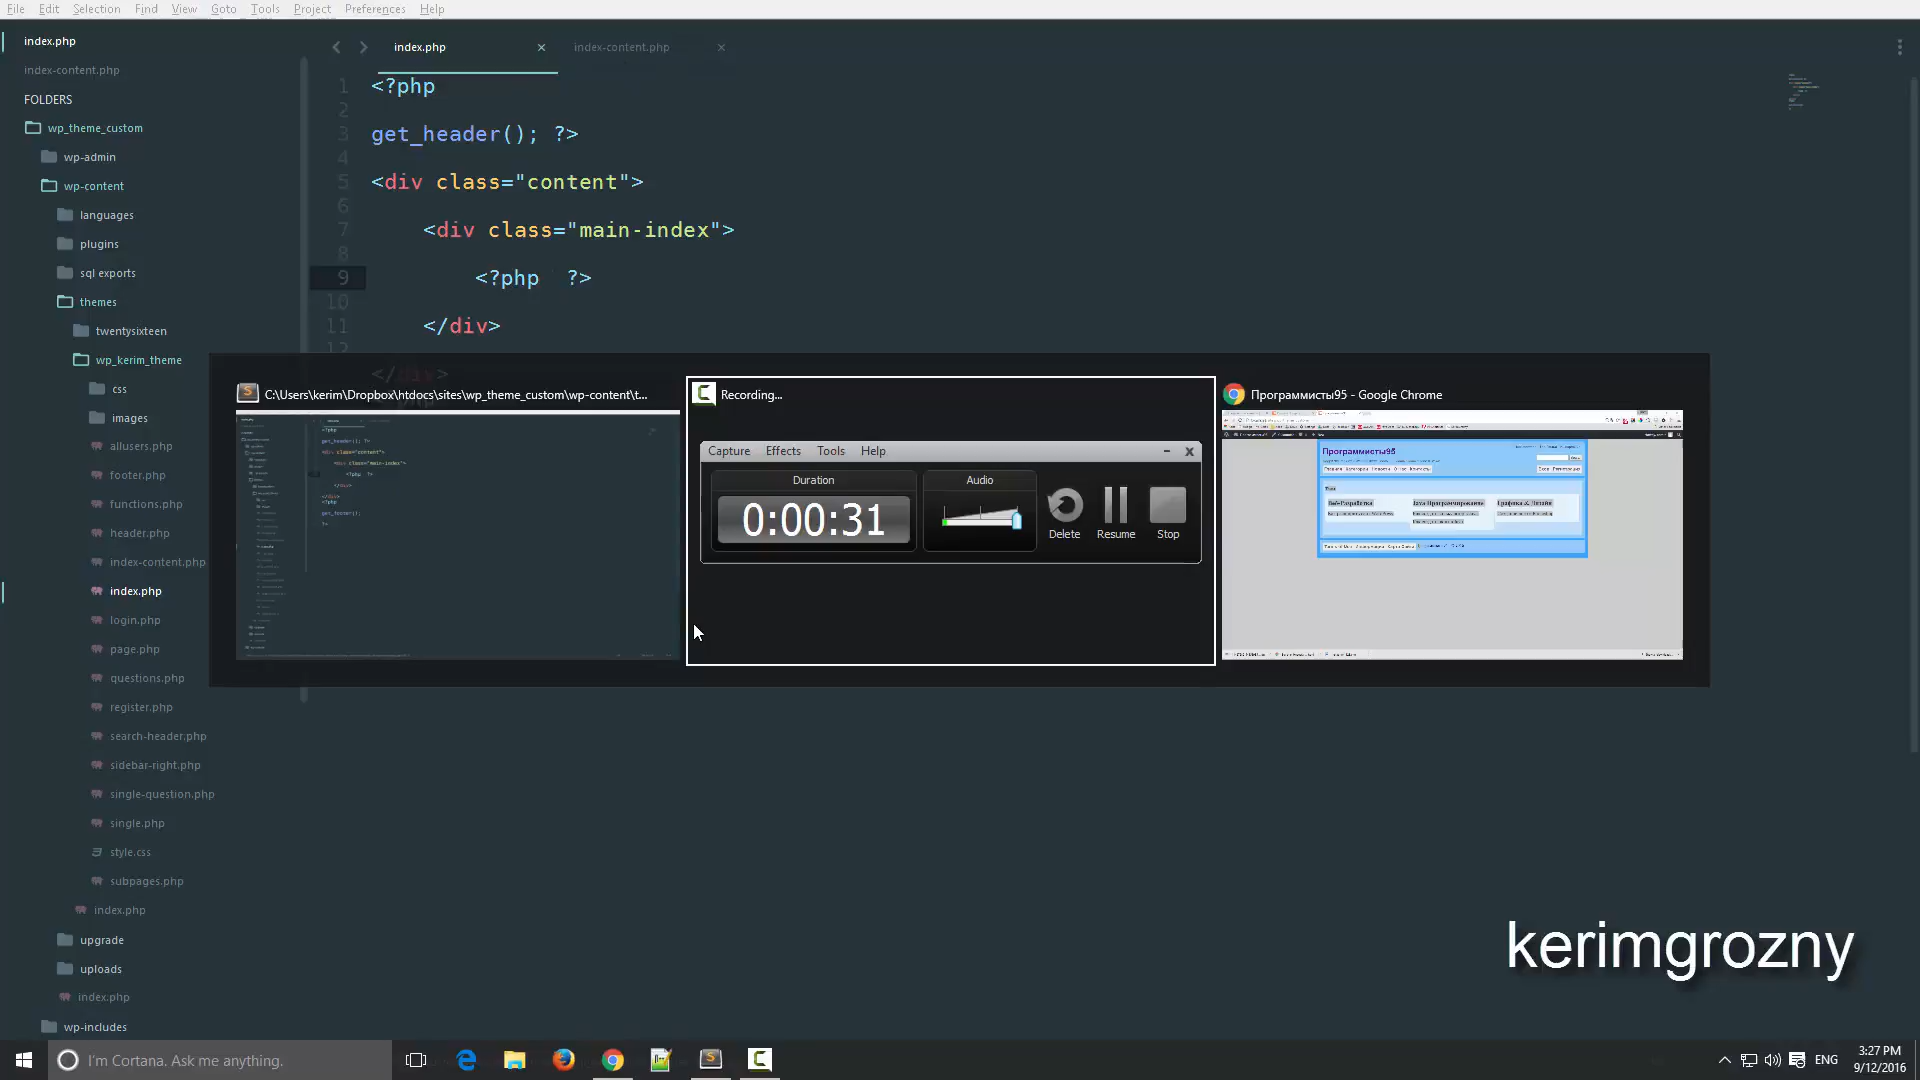 File Edit Selection Find View Goto Tools Project Preferences Help
index.php
index-content.php
FOLDERS
wp_theme_custom
wp-admin
wp-content
languages
plugins
sql exports
themes
twentysixteen
wp_kerim_theme
css
images
allusers.php
footer.php
functions.php
header.php
index-content.php
index.php
login.php
page.php
questions.php
register.php
search-header.php
sidebar-right.php
single-question.php
single.php
style.css
subpages.php
index.php
upgrade
uploads
index.php
wp-includes
index.php
index-content.php
1 <?php
2
3 get_header(); ?>
4
5 <div class="content">
6
7 <div class="main-index">
8
9 <?php ?>
10
11 </div>
12
</div>
C:\Users\kerim\Dropbox\htdocs\sites\wp_theme_custom\wp-content\t...
Recording...
Capture Effects Tools Help
Duration
0:00:31
Audio
Delete Resume Stop
Программисты95 - Google Chrome
Программисты95
kerimgrozny
I'm Cortana. Ask me anything.
ENG
3:27 PM
9/12/2016